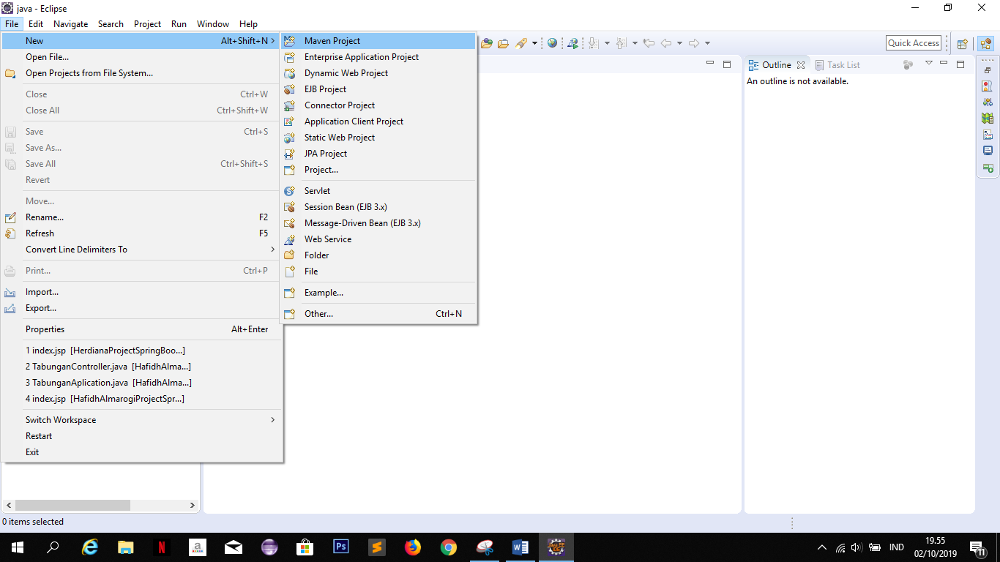 java - Eclipse
File Edit Navigate Search Project Run Window Help
New Alt+Shift+N
Open File...
Open Projects from File System...
Close Ctrl+W
Close All Ctrl+Shift+W
Save Ctrl+S
Save As...
Save All Ctrl+Shift+S
Revert
Move...
Rename... F2
Refresh F5
Convert Line Delimiters To
Print... Ctrl+P
Import...
Export...
Properties Alt+Enter
1 index.jsp [HerdianaProjectSpringBoo...]
2 TabunganController.java [HafidhAlma...]
3 TabunganAplication.java [HafidhAlma...]
4 index.jsp [HafidhAlmarogiProjectSpr...]
Switch Workspace
Restart
Exit
Maven Project
Enterprise Application Project
Dynamic Web Project
EJB Project
Connector Project
Application Client Project
Static Web Project
JPA Project
Project...
Servlet
Session Bean (EJB 3.x)
Message-Driven Bean (EJB 3.x)
Web Service
Folder
File
Example...
Other... Ctrl+N
Quick Access
Outline Task List
An outline is not available.
0 items selected
a
amazon
Ps
IND
19.55
02/10/2019
11